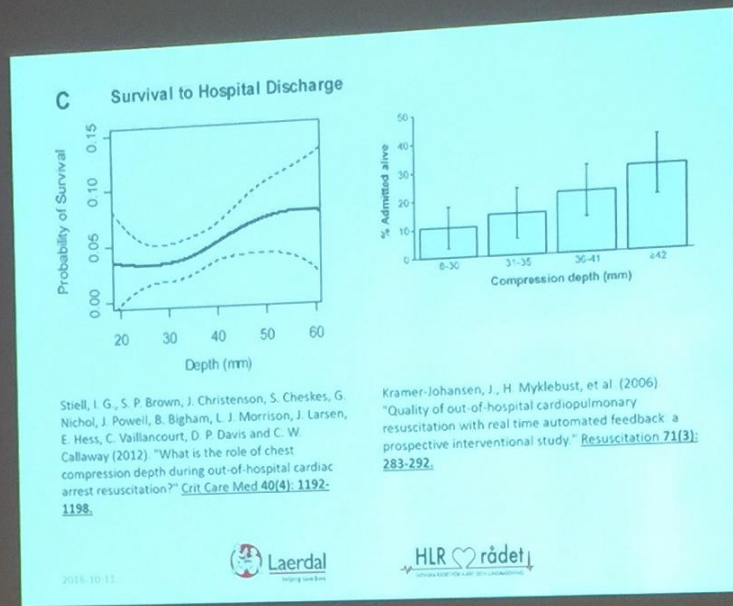 C Survival to Hospital Discharge
Probability of Survival
0.15
0.10
0.05
0.00
20 30 40 50 60
Depth (mm)
% Admitted alive
50
40
30
20
10
0
31-35 36-41
Compression depth (mm)
Stiell, I. G., S. P. Brown, J. Christenson, S. Cheskes, G.
Nichol, J. Powell, B. Bigham, L. J. Morrison, J. Larsen,
E. Hess, C. Vaillancourt, D. P. Davis and C. W.
Callaway (2012). "What is the role of chest
compression depth during out-of-hospital cardiac
arrest resuscitation?" Crit Care Med 40(4): 1192-
1198.
Kramer-Johansen, J., H. Myklebust, et al. (2006).
"Quality of out-of-hospital cardiopulmonary
resuscitation with real time automated feedback: a
prospective interventional study." Resuscitation 71(3):
283-292.
Laerdal
helping save lives
HLR rådet